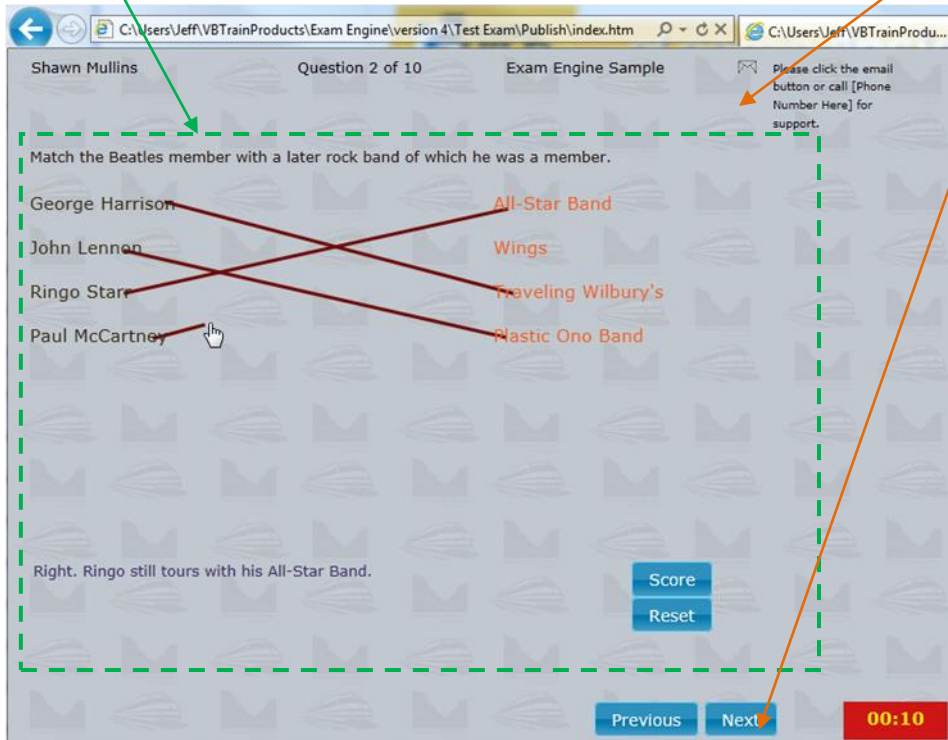 C:\Users\Jeff\VBTrainProducts\Exam Engine\version 4\Test Exam\Publish\index.htm
C:\Users\Jeff\VBTrainProdu...
Shawn Mullins
Question 2 of 10
Exam Engine Sample
Please click the email
button or call [Phone
Number Here] for
support.
Match the Beatles member with a later rock band of which he was a member.
George Harrison
All-Star Band
John Lennon
Wings
Ringo Starr
Traveling Wilbury's
Paul McCartney
Plastic Ono Band
Right. Ringo still tours with his All-Star Band.
Score
Reset
Previous
Next
00:10